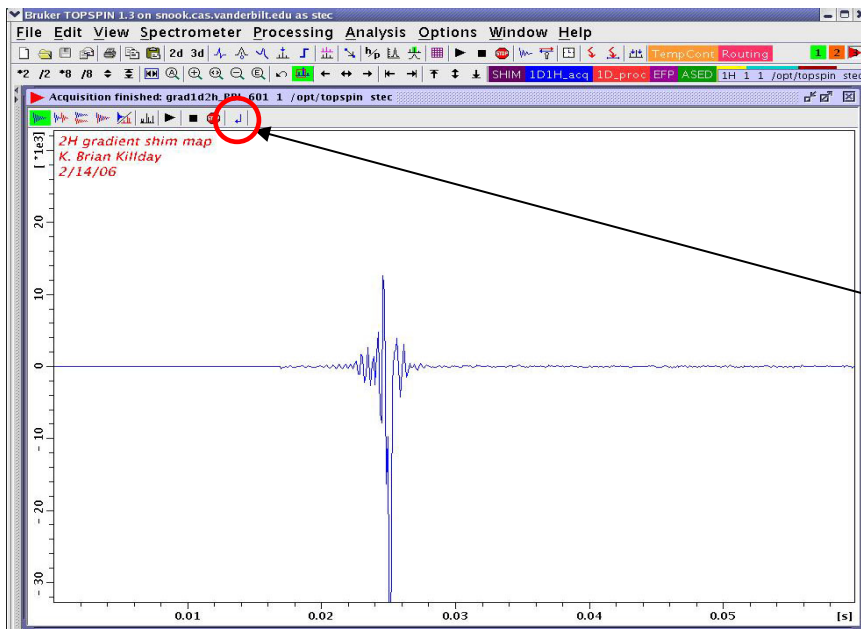 Bruker TOPSPIN 1.3 on snook.cas.vanderbilt.edu as stec
File Edit View Spectrometer Processing Analysis Options Window Help
2d 3d TempCont Routing 1 2
*2 /2 *8 /8 SHIM 1D1H_acq 1D_proc EFP ASED 1H 1 1 /opt/topspin stec
Acquisition finished: grad1d2h_BBI_601 1 /opt/topspin stec
2H gradient shim map
K. Brian Killday
2/14/06
[ *1e3]
20
10
0
- 10
- 20
- 30
0.01 0.02 0.03 0.04 0.05 [s]